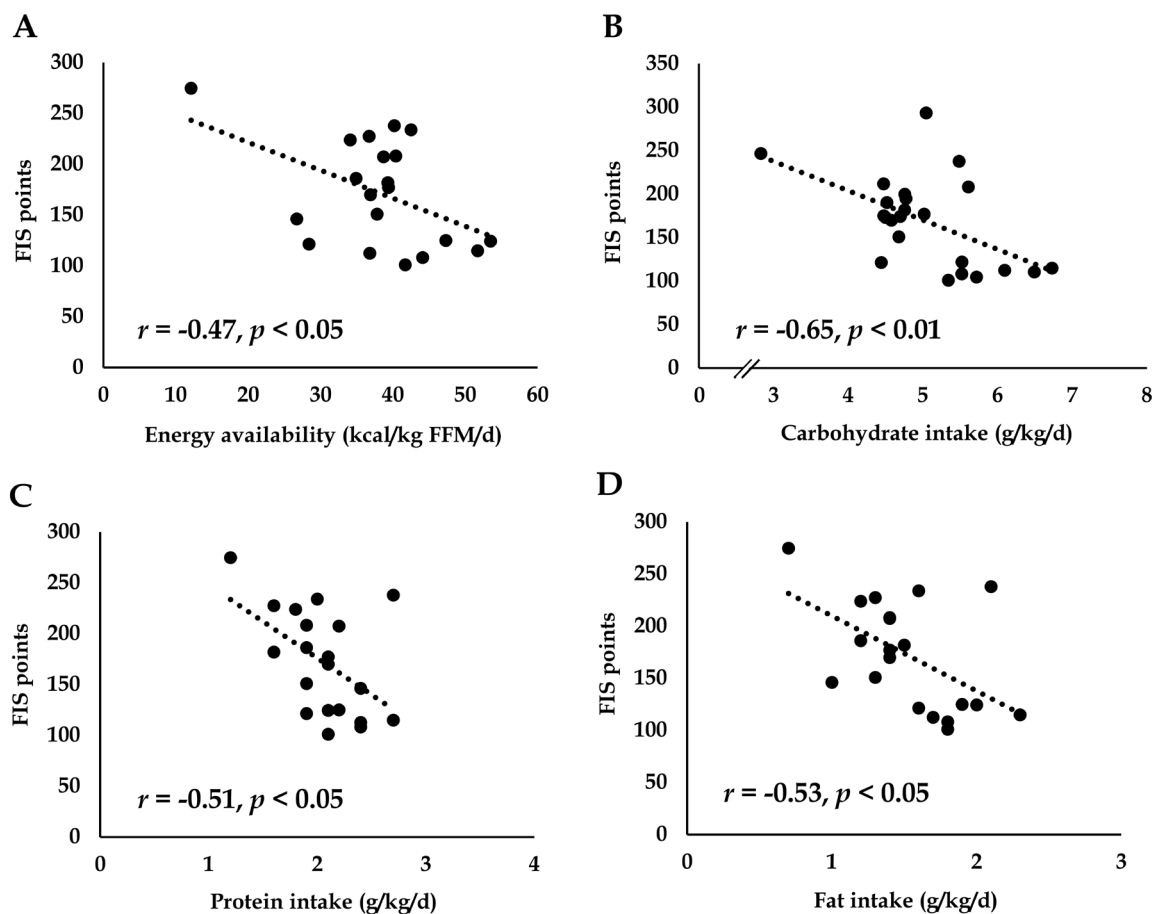 A
300
250
200
150
100
50
0
FIS points
r = -0.47, p < 0.05
0 10 20 30 40 50 60
Energy availability (kcal/kg FFM/d)
B
350
300
250
200
150
100
50
0
FIS points
r = -0.65, p < 0.01
0 3 4 5 6 7 8
Carbohydrate intake (g/kg/d)
C
300
250
200
150
100
50
0
FIS points
r = -0.51, p < 0.05
0 1 2 3 4
Protein intake (g/kg/d)
D
300
250
200
150
100
50
0
FIS points
r = -0.53, p < 0.05
0 1 2 3
Fat intake (g/kg/d)